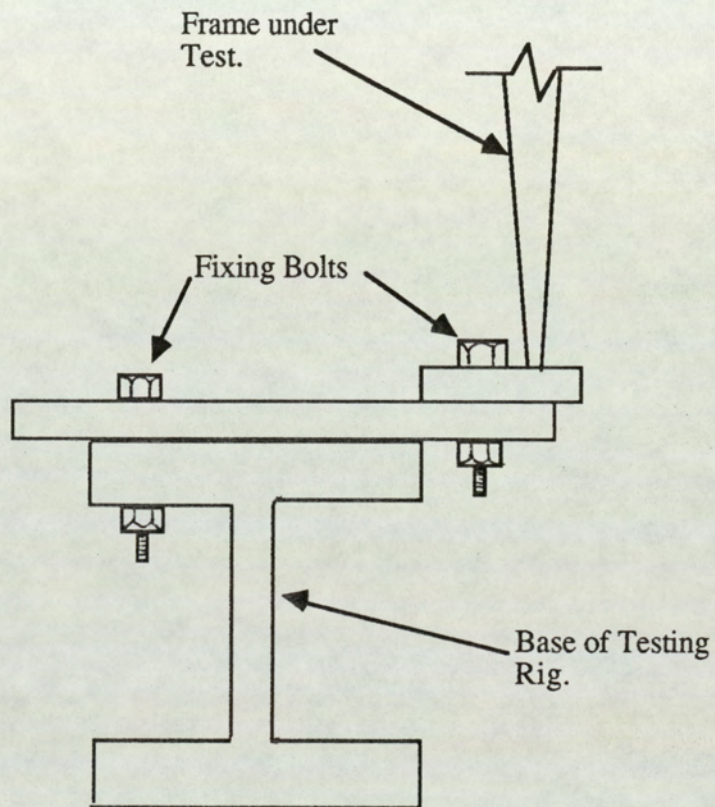 Frame under
Test.
Fixing Bolts
Base of Testing
Rig.